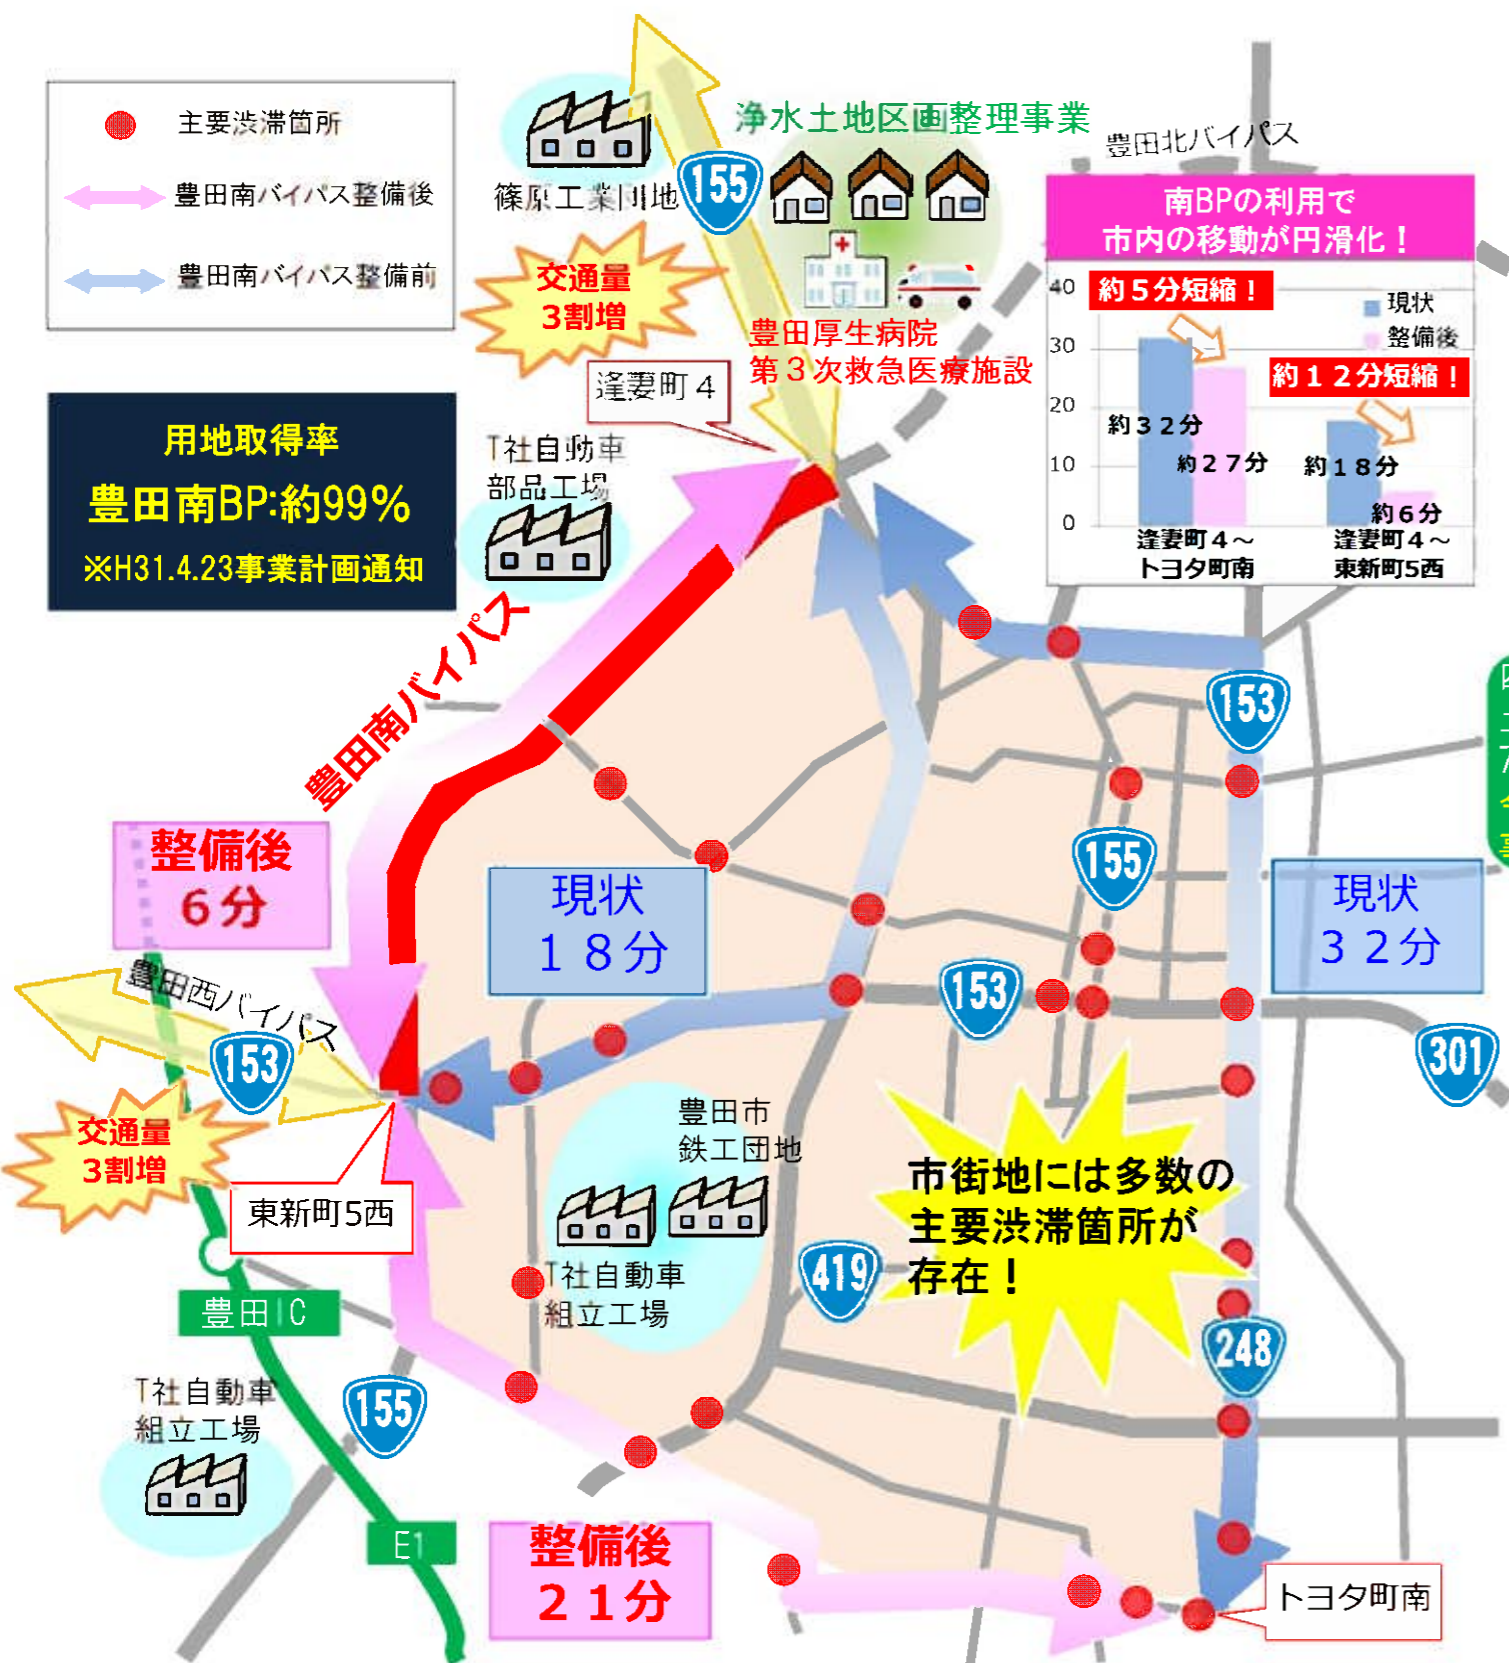 主要渋滞箇所
豊田南バイパス整備後
豊田南バイパス整備前
用地取得率
豊田南BP:約99%
※H31.4.23事業計画通知
篠原工業団地
155
浄水土地区画整理事業
豊田北バイパス
交通量
3割増
豊田厚生病院
第3次救急医療施設
逢妻町4
南BPの利用で
市内の移動が円滑化!
約5分短縮!
現状
整備後
約12分短縮!
40
30
20
10
0
約32分
約27分
約18分
約6分
逢妻町4~
トヨタ町南
逢妻町4~
東新町5西
T社自動車
部品工場
豊田南バイパス
153
155
整備後
6分
現状
18分
現状
32分
153
301
豊田西バイパス
153
交通量
3割増
東新町5西
豊田市
鉄工団地
T社自動車
組立工場
市街地には多数の
主要渋滞箇所が
存在!
419
248
豊田IC
T社自動車
組立工場
155
E1
整備後
21分
トヨタ町南